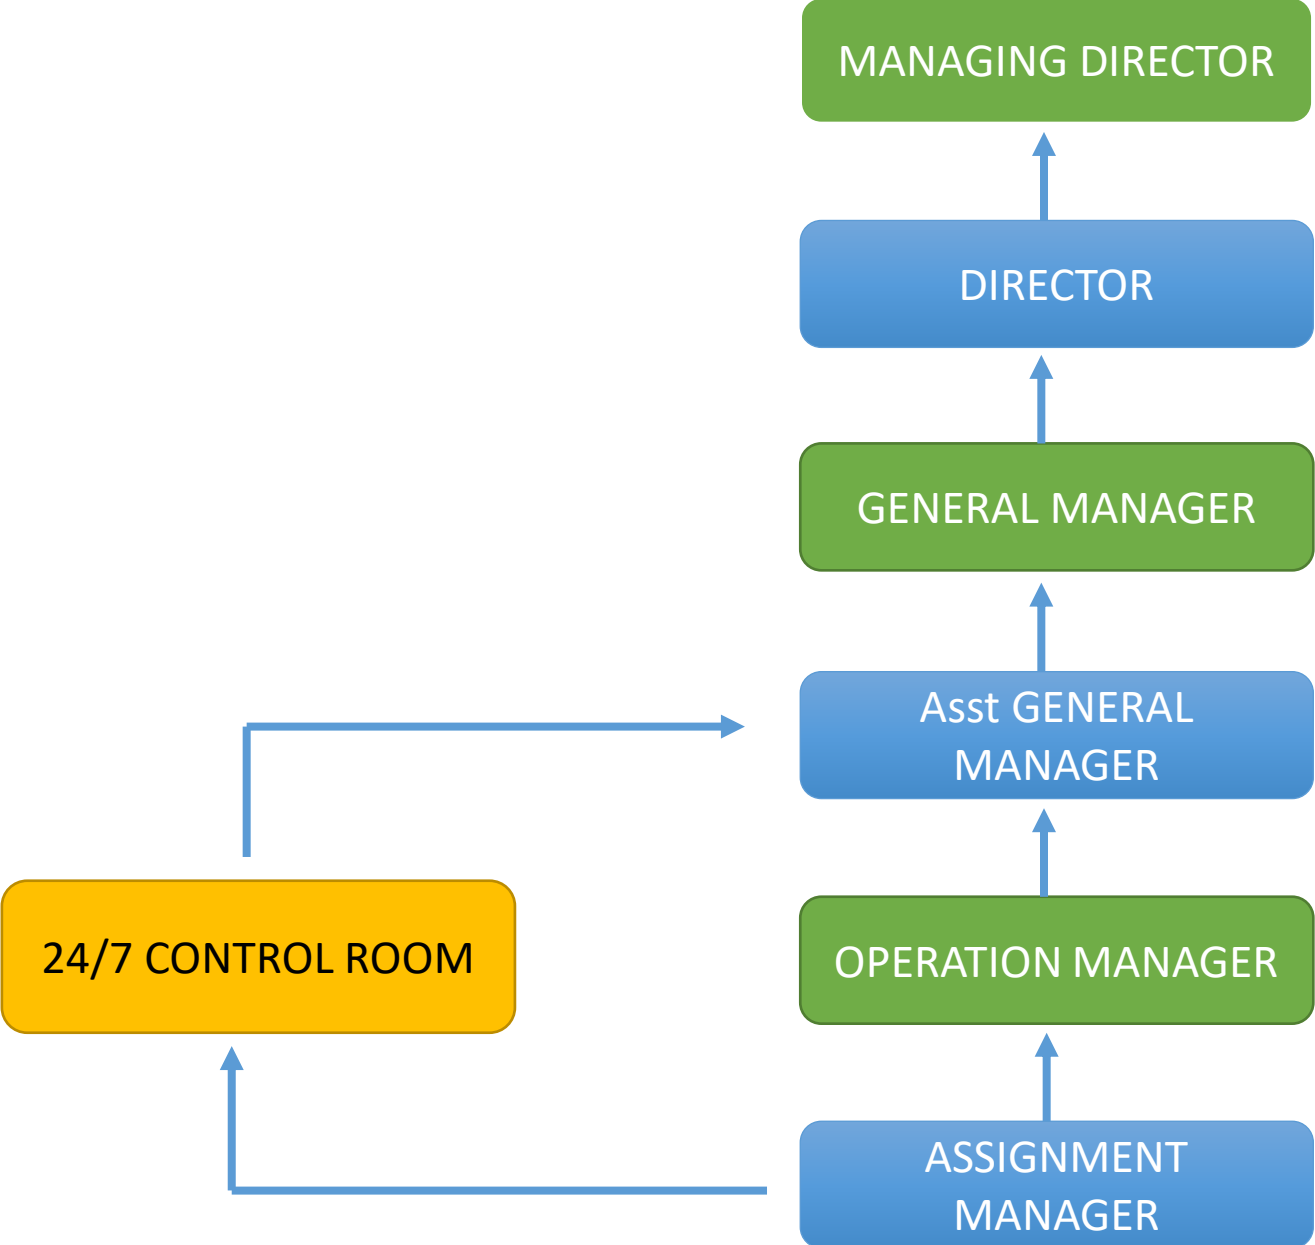 MANAGING DIRECTOR
DIRECTOR
GENERAL MANAGER
Asst GENERAL
MANAGER
24/7 CONTROL ROOM
OPERATION MANAGER
ASSIGNMENT
MANAGER